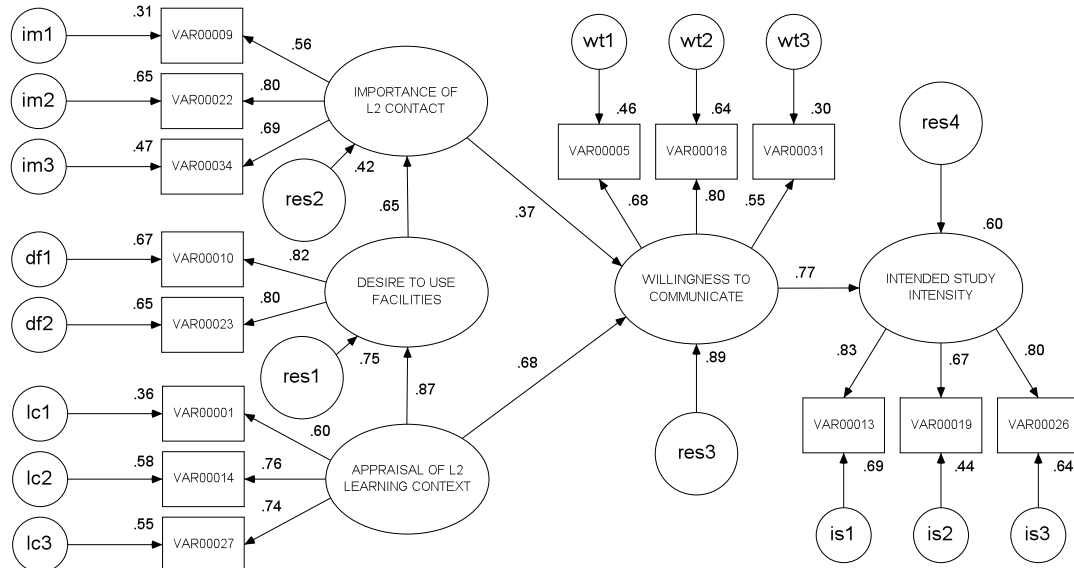 im1
.31
VAR00009
.56
im2
.65
VAR00022
.80
im3
.47
VAR00034
.69
IMPORTANCE OF
L2 CONTACT
res2
.42
.65
df1
.67
VAR00010
.82
df2
.65
VAR00023
.80
DESIRE TO USE
FACILITIES
res1
.75
.87
lc1
.36
VAR00001
.60
lc2
.58
VAR00014
.76
lc3
.55
VAR00027
.74
APPRAISAL OF L2
LEARNING CONTEXT
.37
.68
wt1
wt2
wt3
.46
.64
.30
VAR00005
VAR00018
VAR00031
.68
.80
.55
WILLINGNESS TO
COMMUNICATE
.89
res3
.77
res4
.60
INTENDED STUDY
INTENSITY
.83
.67
.80
VAR00013
VAR00019
VAR00026
.69
.44
.64
is1
is2
is3